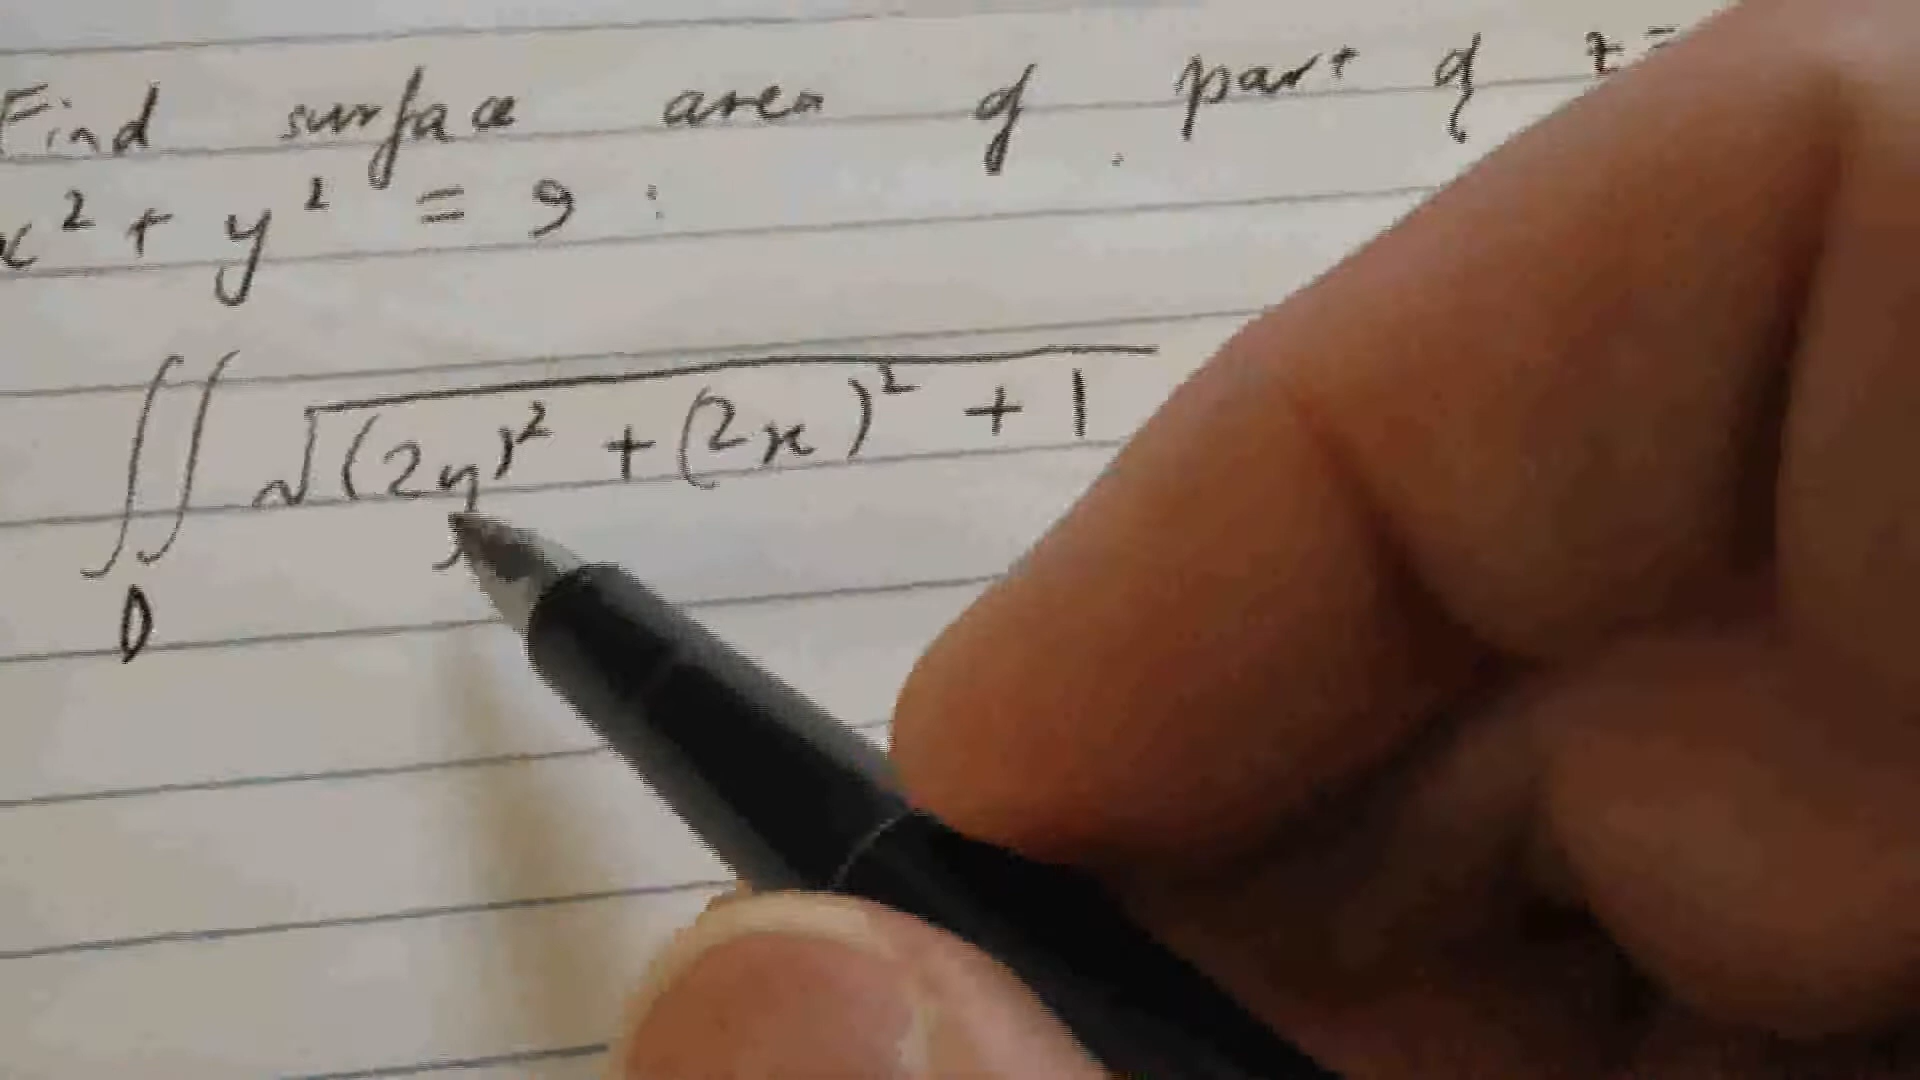 Find surface area of part of z =
x² + y² = 9 :
∫∫ √(2y)² + (2x)² + 1
D